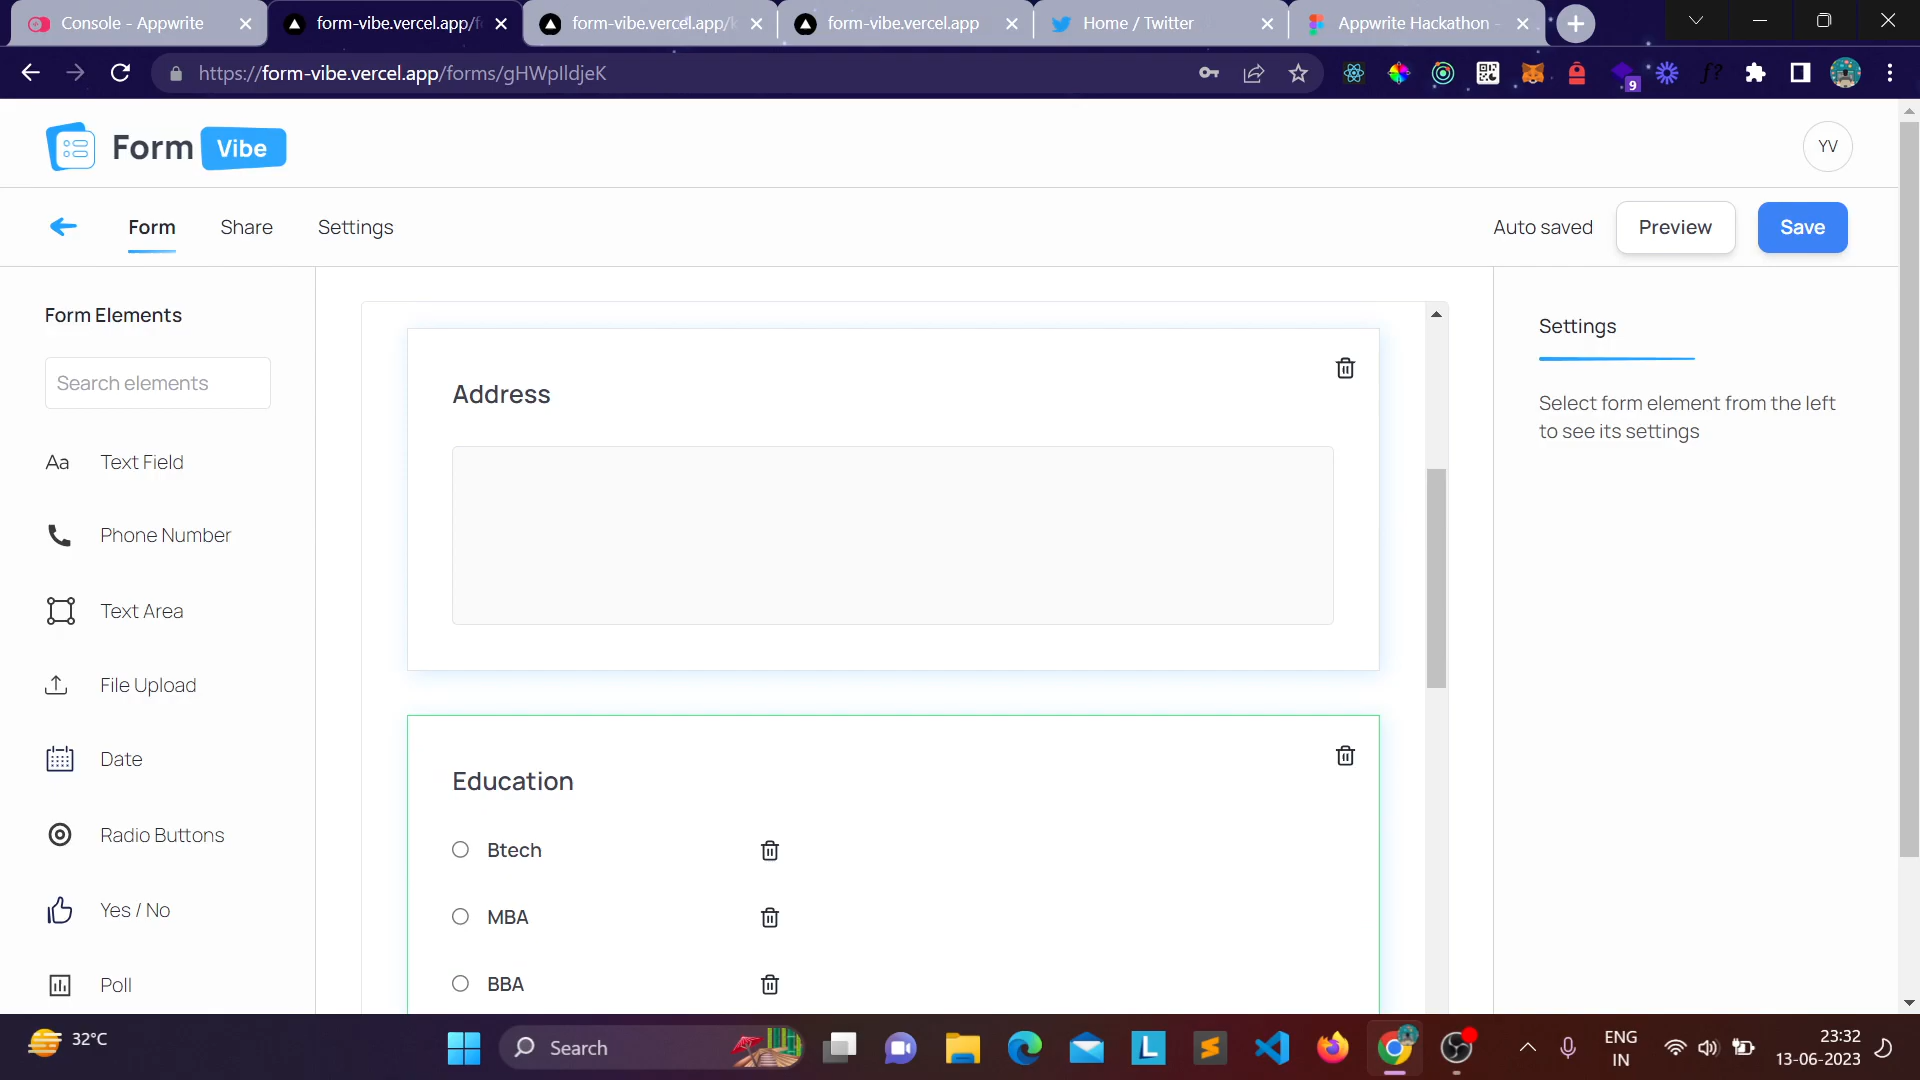 Console - Appwrite
form-vibe.vercel.app/f
form-vibe.vercel.app/k
form-vibe.vercel.app
Home / Twitter
Appwrite Hackathon -
https://form-vibe.vercel.app/forms/gHWpIldjeK
9
Form Vibe
YV
Form
Share
Settings
Auto saved
Preview
Save
Form Elements
Search elements
Aa Text Field
Phone Number
Text Area
File Upload
Date
Radio Buttons
Yes / No
Poll
Address
Education
Btech
MBA
BBA
Settings
Select form element from the left
to see its settings
32°C
Search
L
ENG
IN
23:32
13-06-2023